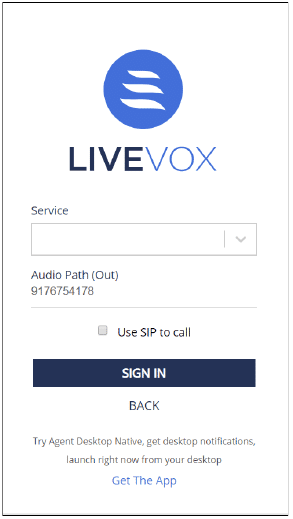 LIVEVOX
Service
Audio Path (Out)
9176754178
Use SIP to call
SIGN IN
BACK
Try Agent Desktop Native, get desktop notifications,
launch right now from your desktop
Get The App